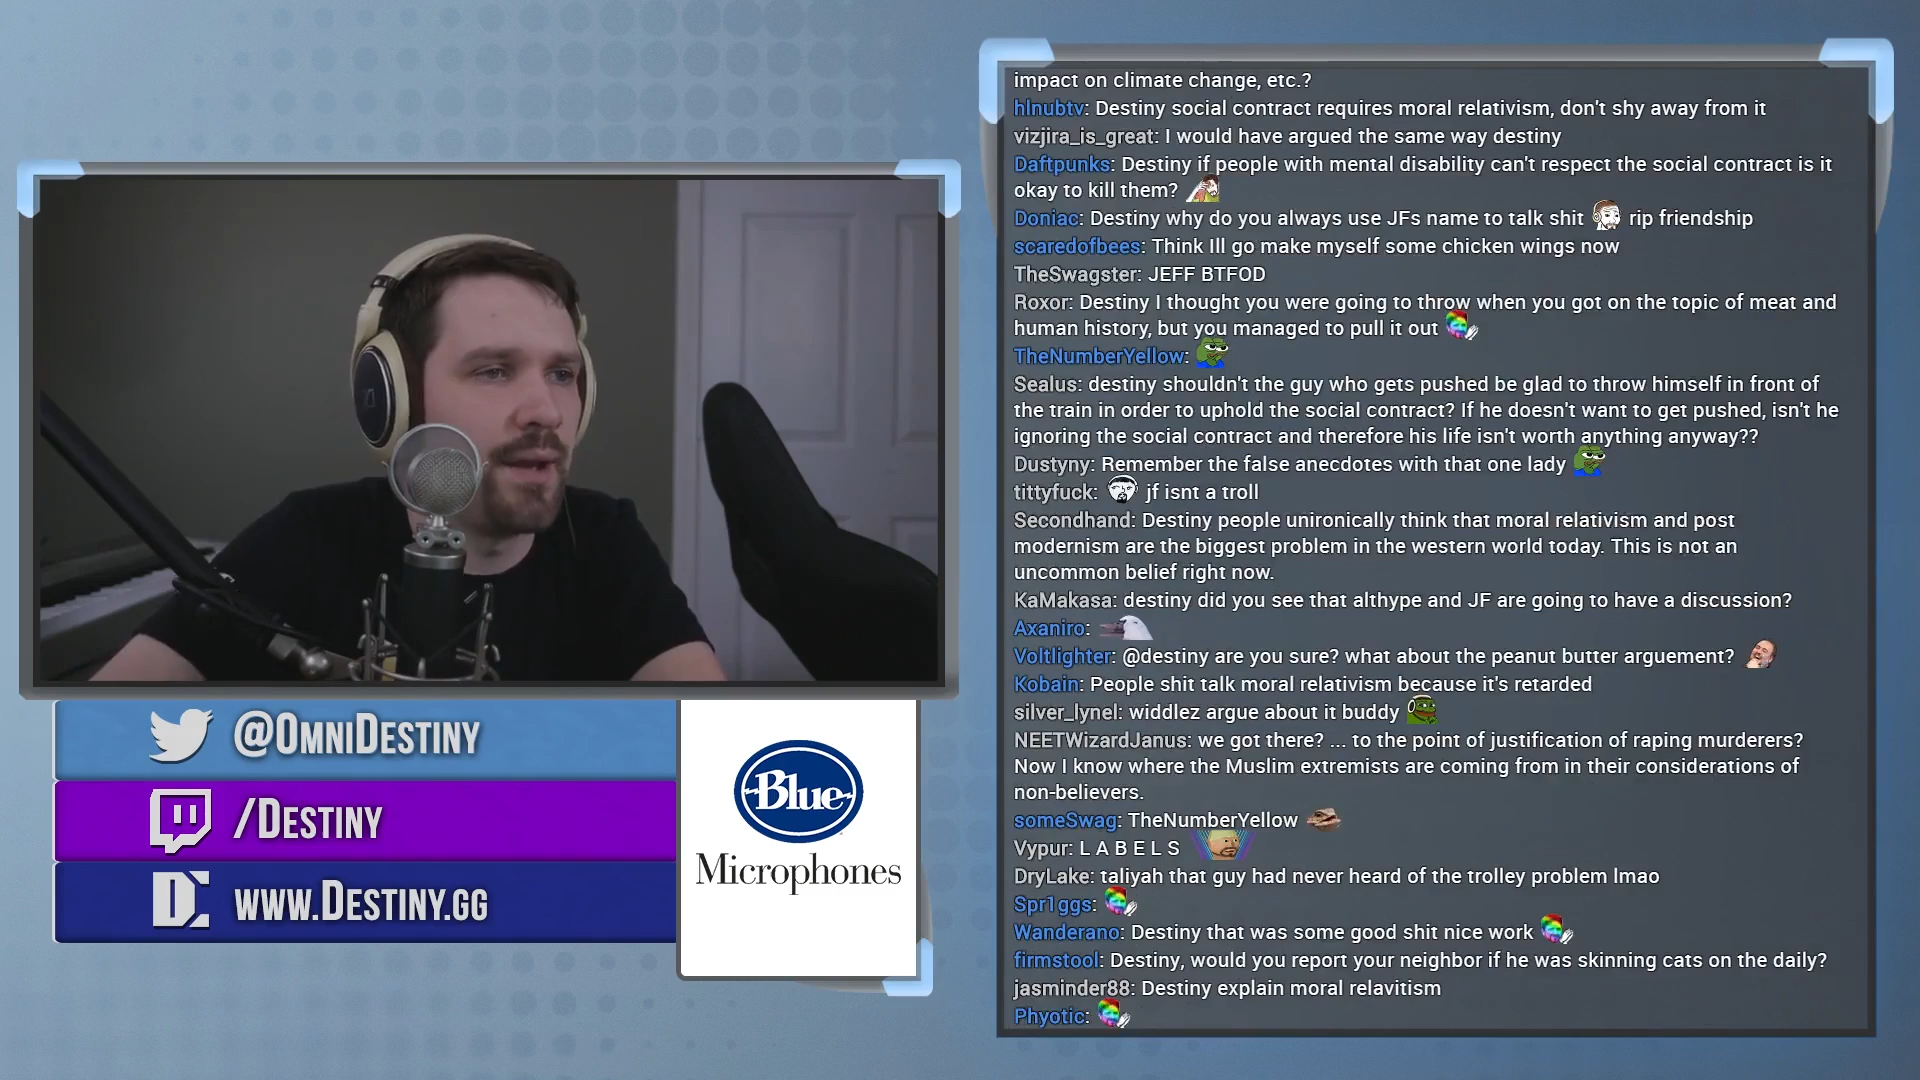 impact on climate change, etc.?
hlnubtv: Destiny social contract requires moral relativism, don't shy away from it
vizjira_is_great: I would have argued the same way destiny
Daftpunks: Destiny if people with mental disability can't respect the social contract is it
okay to kill them?
Doniac: Destiny why do you always use JFs name to talk shit rip friendship
scaredofbees: Think Ill go make myself some chicken wings now
TheSwagster: JEFF BTFOD
Roxor: Destiny I thought you were going to throw when you got on the topic of meat and
human history, but you managed to pull it out
TheNumberYellow:
Sealus: destiny shouldn't the guy who gets pushed be glad to throw himself in front of
the train in order to uphold the social contract? If he doesn't want to get pushed, isn't he
ignoring the social contract and therefore his life isn't worth anything anyway??
Dustyny: Remember the false anecdotes with that one lady
tittyfuck: jf isnt a troll
Secondhand: Destiny people unironically think that moral relativism and post
modernism are the biggest problem in the western world today. This is not an
uncommon belief right now.
KaMakasa: destiny did you see that althype and JF are going to have a discussion?
Axaniro:
Voltlighter: @destiny are you sure? what about the peanut butter arguement?
Kobain: People shit talk moral relativism because it's retarded
silver_lynel: widdlez argue about it buddy
NEETWizardJanus: we got there? ... to the point of justification of raping murderers?
Now I know where the Muslim extremists are coming from in their considerations of
non-believers.
someSwag: TheNumberYellow
Vypur: L A B E L S
DryLake: taliyah that guy had never heard of the trolley problem lmao
Spr1ggs:
Wanderano: Destiny that was some good shit nice work
firmstool: Destiny, would you report your neighbor if he was skinning cats on the daily?
jasminder88: Destiny explain moral relavitism
Phyotic:
@OmniDestiny
/Destiny
www.Destiny.gg
Blue
Microphones